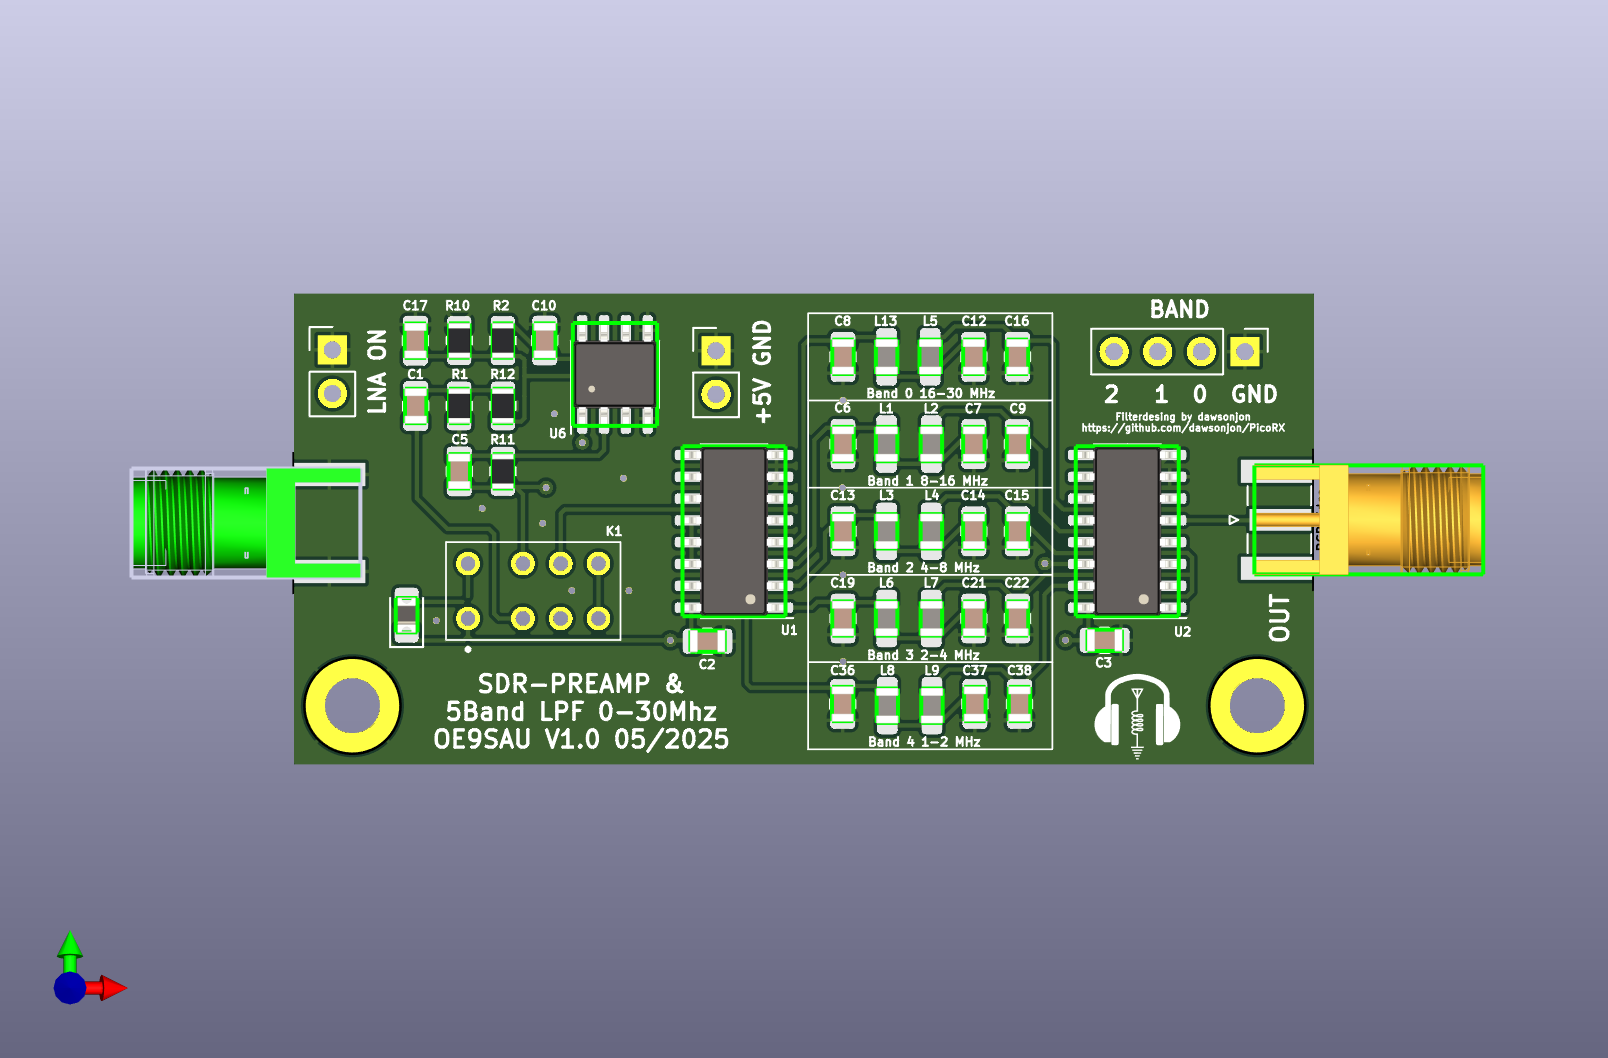 C17 R10 R2 C10
LNA ON
C1 R1 R12
C5 R11
U6
+5V GND
K1
U1
C2
SDR-PREAMP &
5Band LPF 0-30Mhz
OE9SAU V1.0 05/2025
C8 L13 L5 C12 C16
Band 0 16-30 MHz
C6 L1 L2 C7 C9
Band 1 8-16 MHz
C13 L3 L4 C14 C15
Band 2 4-8 MHz
C19 L6 L7 C21 C22
Band 3 2-4 MHz
C36 L8 L9 C37 C38
Band 4 1-2 MHz
BAND
2 1 0 GND
Filterdesing by dawsonjon
https://github.com/dawsonjon/PicoRX
U2
C3
OUT